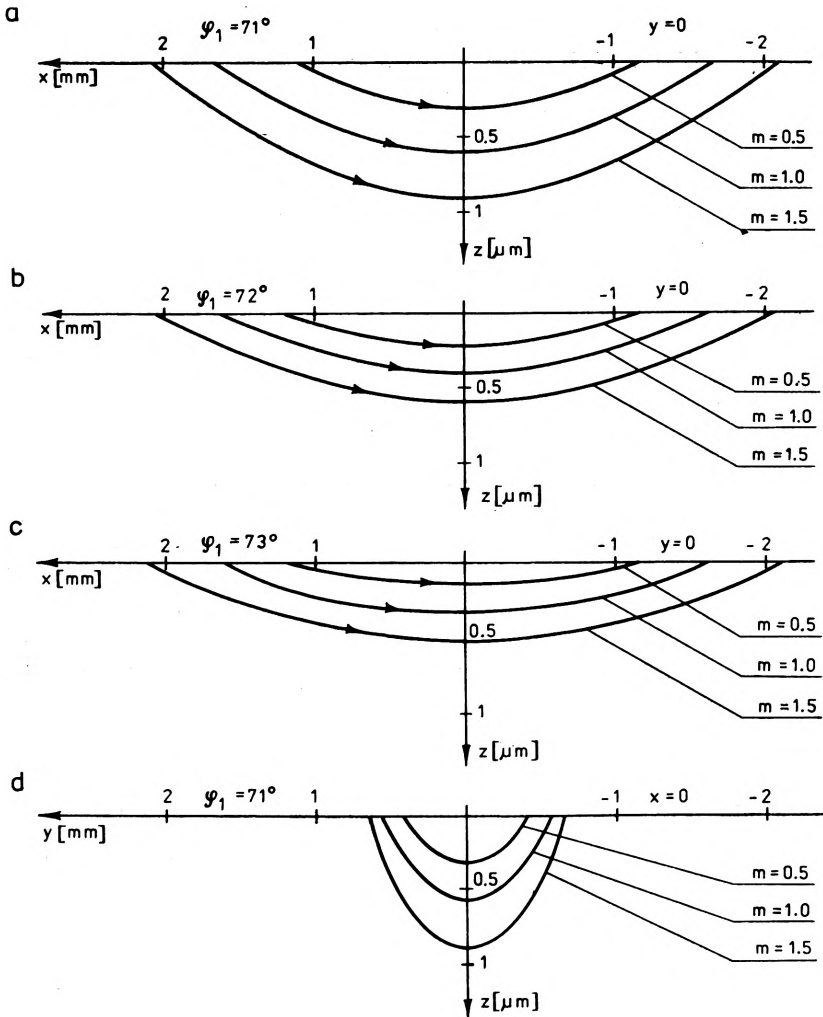 a
φ₁=71° y=0
2 1 -1 -2
x [mm]
0.5
m = 0.5
m = 1.0
m = 1.5
1
z [μm]
b
φ₁=72° y=0
2 1 -1 -2
x [mm]
0.5
m = 0.5
m = 1.0
m = 1.5
1
z [μm]
c
φ₁=73° y=0
2 1 -1 -2
x [mm]
0.5
m = 0.5
m = 1.0
m = 1.5
1
z [μm]
d
φ₁=71° x=0
2 1 -1 -2
y [mm]
0.5
m = 0.5
m = 1.0
m = 1.5
1
z [μm]